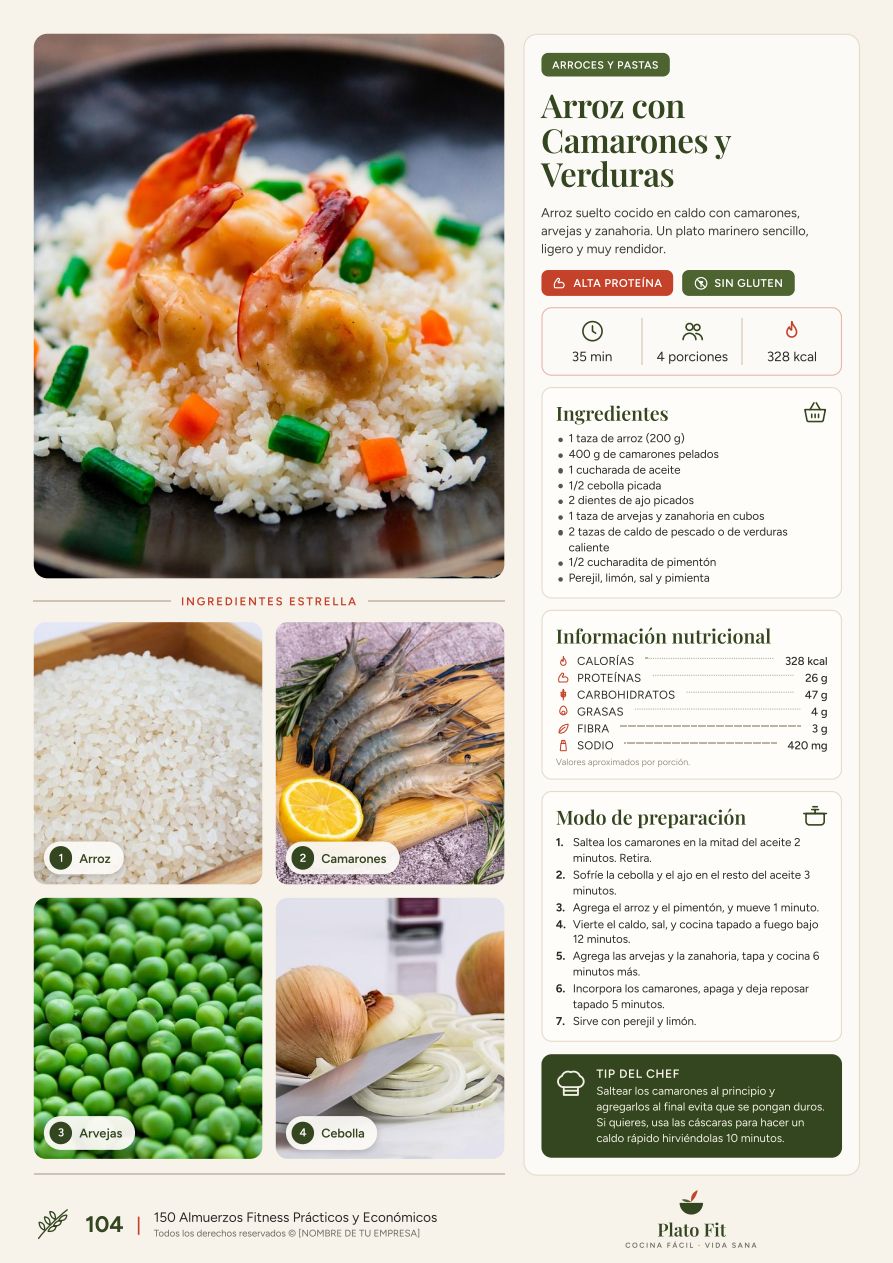 ARROCES Y PASTAS
Arroz con
Camarones y
Verduras
Arroz suelto cocido en caldo con camarones,
arvejas y zanahoria. Un plato marinero sencillo,
ligero y muy rendidor.
ALTA PROTEÍNA
SIN GLUTEN
35 min
4 porciones
328 kcal
Ingredientes
• 1 taza de arroz (200 g)
• 400 g de camarones pelados
• 1 cucharada de aceite
• 1/2 cebolla picada
• 2 dientes de ajo picados
• 1 taza de arvejas y zanahoria en cubos
• 2 tazas de caldo de pescado o de verduras
caliente
• 1/2 cucharadita de pimentón
• Perejil, limón, sal y pimienta
Información nutricional
CALORÍAS 328 kcal
PROTEÍNAS 26 g
CARBOHIDRATOS 47 g
GRASAS 4 g
FIBRA 3 g
SODIO 420 mg
Valores aproximados por porción.
Modo de preparación
1. Saltea los camarones en la mitad del aceite 2
minutos. Retira.
2. Sofríe la cebolla y el ajo en el resto del aceite 3
minutos.
3. Agrega el arroz y el pimentón, y mueve 1 minuto.
4. Vierte el caldo, sal, y cocina tapado a fuego bajo
12 minutos.
5. Agrega las arvejas y la zanahoria, tapa y cocina 6
minutos más.
6. Incorpora los camarones, apaga y deja reposar
tapado 5 minutos.
7. Sirve con perejil y limón.
TIP DEL CHEF
Saltear los camarones al principio y
agregarlos al final evita que se pongan duros.
Si quieres, usa las cáscaras para hacer un
caldo rápido hirviéndolas 10 minutos.
INGREDIENTES ESTRELLA
1 Arroz
2 Camarones
3 Arvejas
4 Cebolla
104
150 Almuerzos Fitness Prácticos y Económicos
Todos los derechos reservados © [NOMBRE DE TU EMPRESA]
Plato Fit
COCINA FÁCIL · VIDA SANA